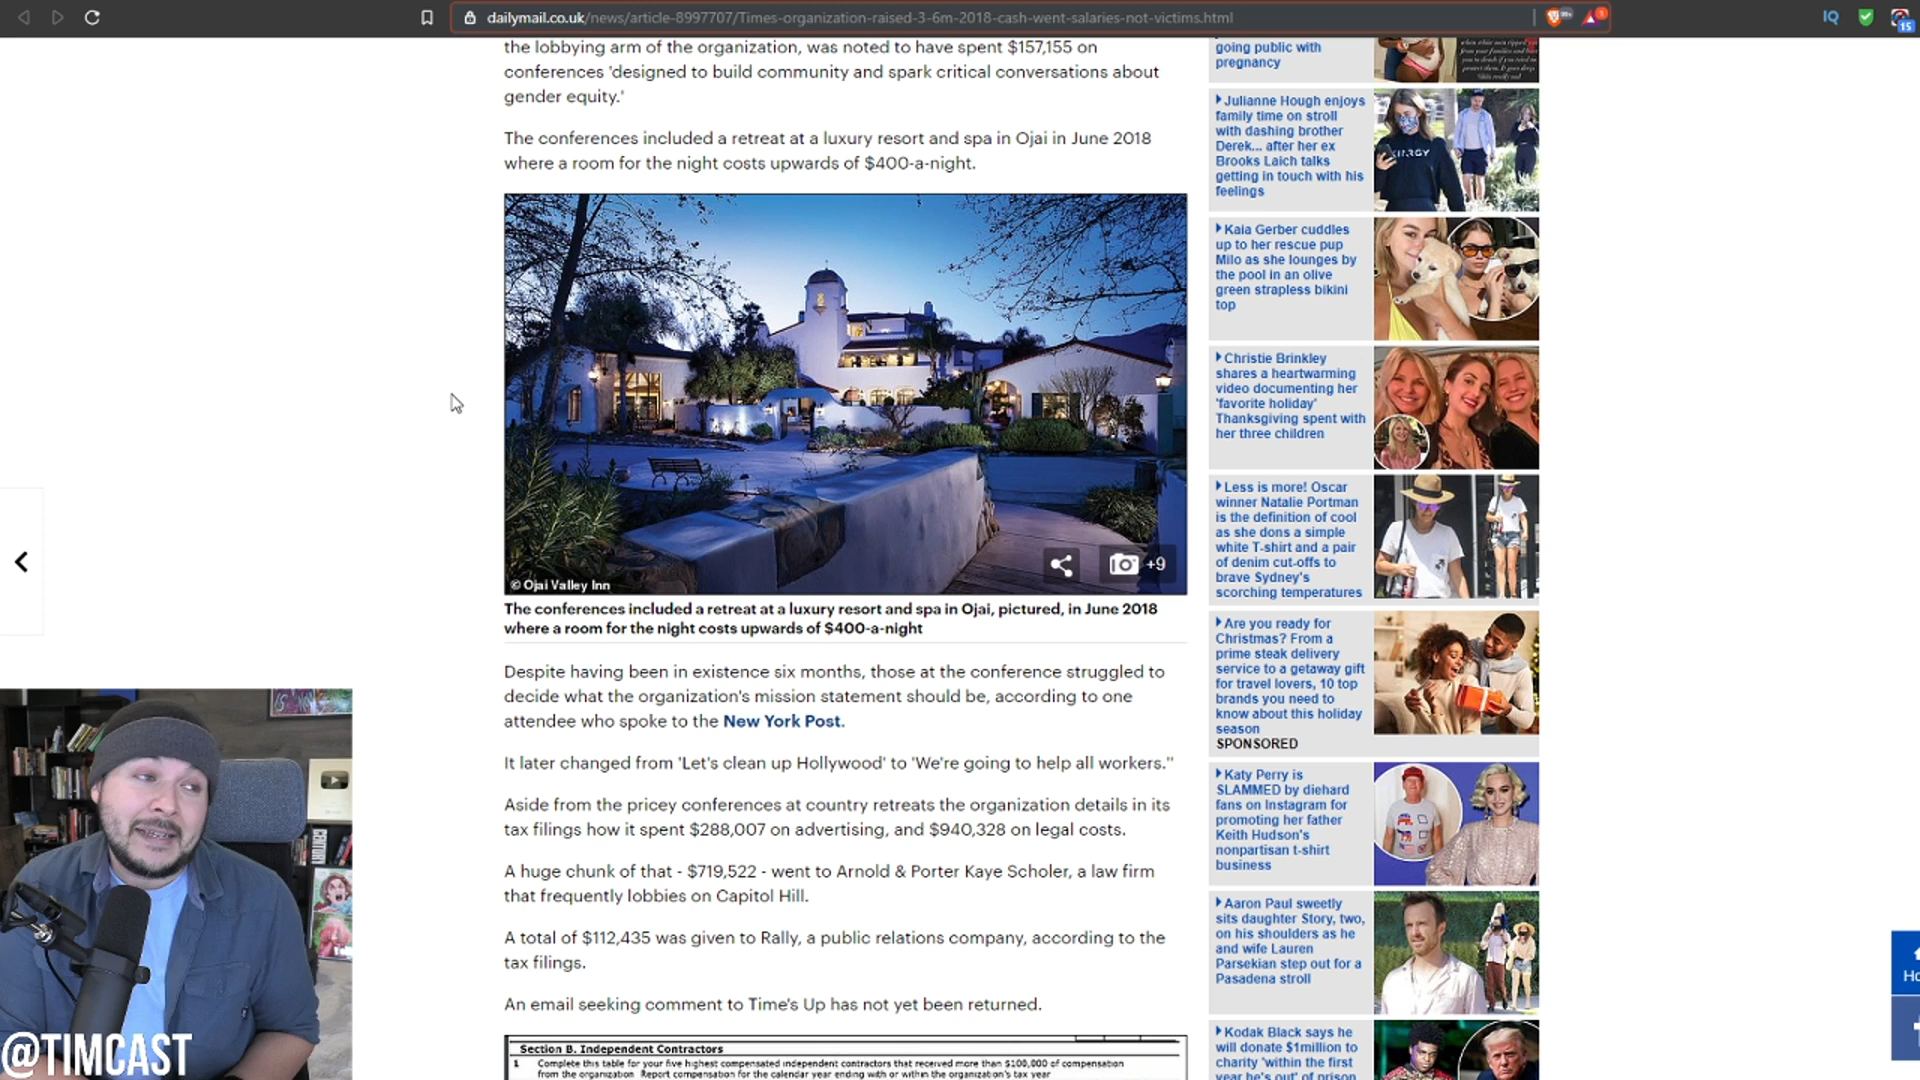 dailymail.co.uk/news/article-8997707/Times-organization-raised-3-6m-2018-cash-went-salaries-not-victims.html
IQ
15
the lobbying arm of the organization, was noted to have spent $157,155 on
conferences 'designed to build community and spark critical conversations about
gender equity.'
The conferences included a retreat at a luxury resort and spa in Ojai in June 2018
where a room for the night costs upwards of $400-a-night.
© Ojai Valley Inn
+9
The conferences included a retreat at a luxury resort and spa in Ojai, pictured, in June 2018
where a room for the night costs upwards of $400-a-night
Despite having been in existence six months, those at the conference struggled to
decide what the organization's mission statement should be, according to one
attendee who spoke to the New York Post.
It later changed from 'Let's clean up Hollywood' to 'We're going to help all workers."
Aside from the pricey conferences at country retreats the organization details in its
tax filings how it spent $288,007 on advertising, and $940,328 on legal costs.
A huge chunk of that - $719,522 - went to Arnold & Porter Kaye Scholer, a law firm
that frequently lobbies on Capitol Hill.
A total of $112,435 was given to Rally, a public relations company, according to the
tax filings.
An email seeking comment to Time's Up has not yet been returned.
Section B. Independent Contractors
1 Complete this table for your five highest compensated independent contractors that received more than $100,000 of compensation
from the organization Report compensation for the calendar year ending with or within the organization's tax year
going public with
pregnancy
Julianne Hough enjoys
family time on stroll
with dashing brother
Derek... after her ex
Brooks Laich talks
getting in touch with his
feelings
Kaia Gerber cuddles
up to her rescue pup
Milo as she lounges by
the pool in an olive
green strapless bikini
top
Christie Brinkley
shares a heartwarming
video documenting her
'favorite holiday'
Thanksgiving spent with
her three children
Less is more! Oscar
winner Natalie Portman
is the definition of cool
as she dons a simple
white T-shirt and a pair
of denim cut-offs to
brave Sydney's
scorching temperatures
Are you ready for
Christmas? From a
prime steak delivery
service to a getaway gift
for travel lovers, 10 top
brands you need to
know about this holiday
season
SPONSORED
Katy Perry is
SLAMMED by diehard
fans on Instagram for
promoting her father
Keith Hudson's
nonpartisan t-shirt
business
Aaron Paul sweetly
sits daughter Story, two,
on his shoulders as he
and wife Lauren
Parsekian step out for a
Pasadena stroll
Kodak Black says he
will donate $1million to
charity 'within the first
year he's out' of prison
Ho
@TIMCAST